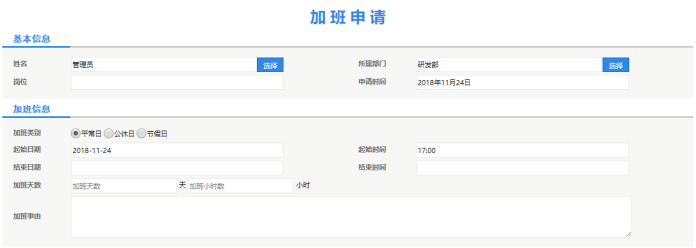 加班申请
基本信息
姓名 管理员 选择 所属部门 研发部 选择
岗位 申请时间 2018年11月24日
加班信息
加班类别 平常日 公休日 节假日
起始日期 2018-11-24 起始时间 17:00
结束日期 结束时间
加班天数 加班天数 天 加班小时数 小时
加班事由